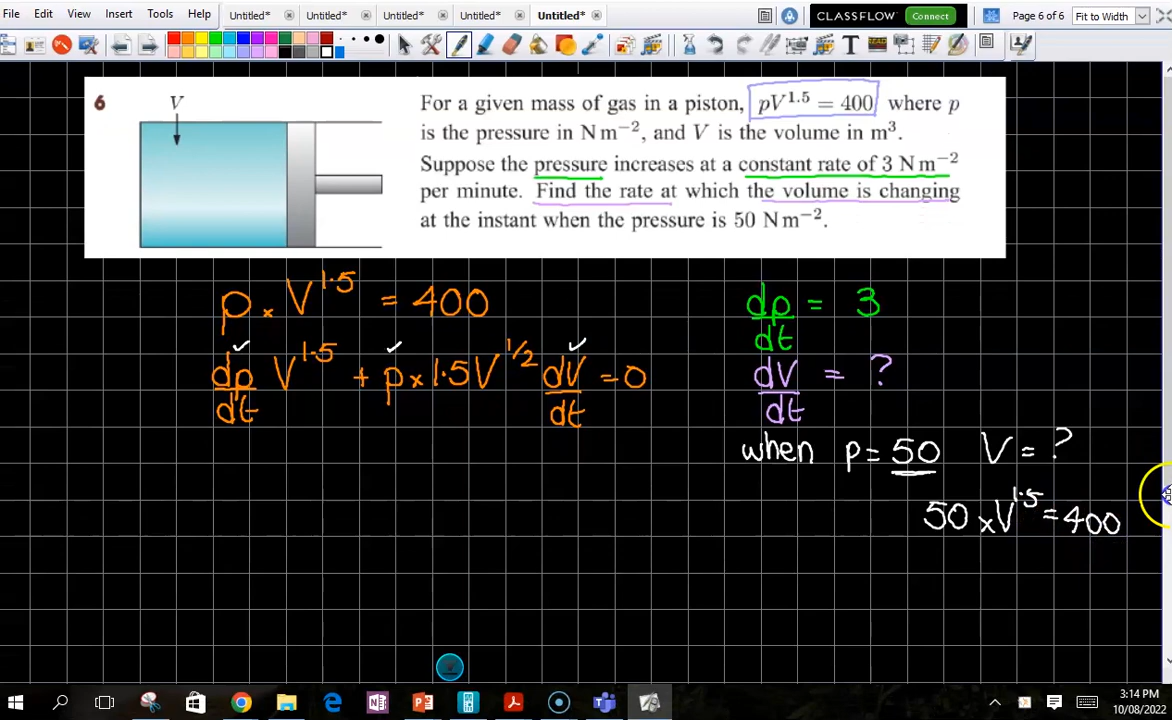 File View Insert Tools Help Untitled* Untitled* Untitled* Untitled* Untitled* CLASSFLOW Connect Page 6 of 6 Fit to Width
6 V For a given mass of gas in a piston, pV^1.5 = 400 where p
is the pressure in N m⁻², and V is the volume in m³.
Suppose the pressure increases at a constant rate of 3 N m⁻²
per minute. Find the rate at which the volume is changing
at the instant when the pressure is 50 N m⁻².
p × V^1.5 = 400
dp/dt V^1.5 + p × 1.5V^1/2 dV/dt = 0
dp/dt = 3
dV/dt = ?
when p = 50 V = ?
50 × V^1.5 = 400
3:14 PM
10/08/2022